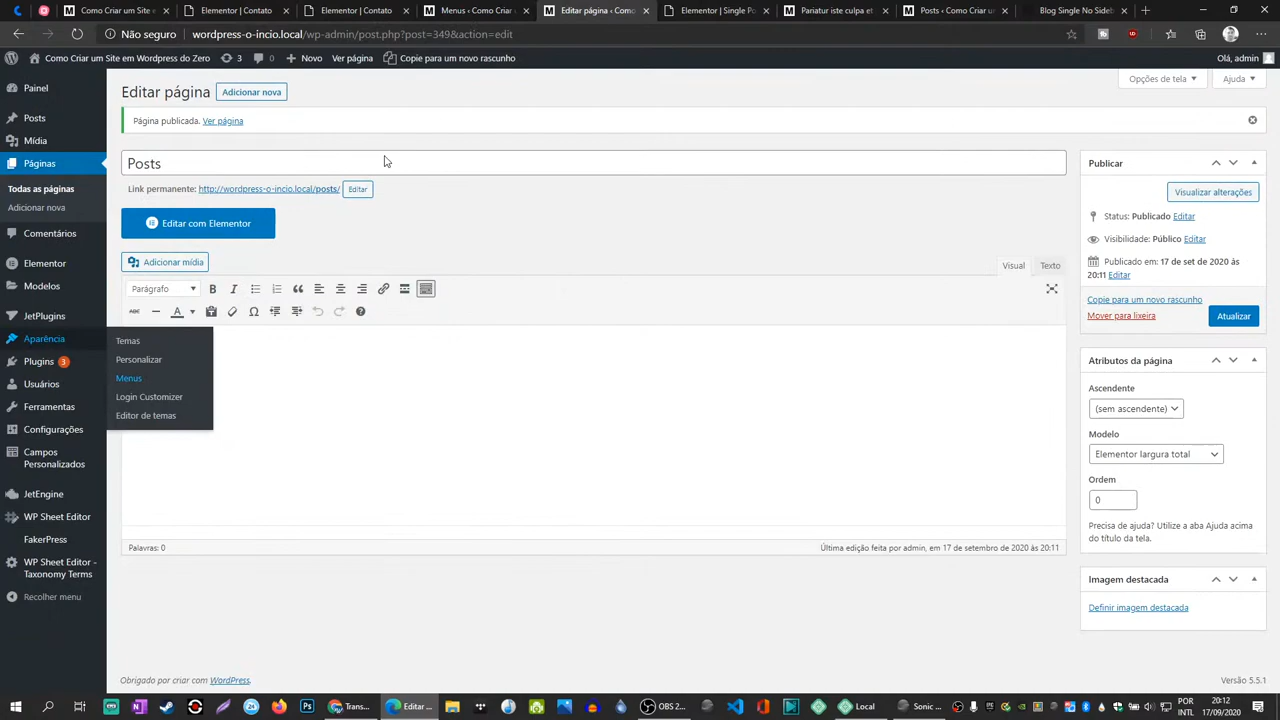 Elementor | Contato
Elementor | Contato
Menus ‹ Como Criar
Editar página ‹ Como
Elementor | Single
Pariatur iste culpa et
Posts ‹ Como Criar um
Blog Single No Sideb
Não seguro
wordpress-o-incio.local/wp-admin/post.php?post=349&action=edit
Como Criar um Site em Wordpress do Zero
3
0
Novo
Ver página
Copie para um novo rascunho
Olá, admin
Painel
Posts
Mídia
Páginas
Todas as páginas
Adicionar nova
Comentários
Elementor
Modelos
JetPlugins
Aparência
Plugins 3
Usuários
Ferramentas
Configurações
Campos
Personalizados
JetEngine
WP Sheet Editor
FakerPress
WP Sheet Editor -
Taxonomy Terms
Recolher menu
Temas
Personalizar
Menus
Login Customizer
Editor de temas
Opções de tela
Ajuda
Editar página
Adicionar nova
Página publicada. Ver página
Posts
Link permanente: http://wordpress-o-incio.local/posts/ Editar
Editar com Elementor
Adicionar mídia
Visual
Texto
Parágrafo
B
I
ABC
A
Palavras: 0
Última edição feita por admin, em 17 de setembro de 2020 às 20:11
Publicar
Visualizar alterações
Status: Publicado Editar
Visibilidade: Público Editar
Publicado em: 17 de set de 2020 às
20:11 Editar
Copie para um novo rascunho
Mover para lixeira
Atualizar
Atributos da página
Ascendente
(sem ascendente)
Modelo
Elementor largura total
Ordem
0
Precisa de ajuda? Utilize a aba Ajuda acima
do título da tela.
Imagem destacada
Definir imagem destacada
Obrigado por criar com WordPress.
Versão 5.5.1
Trans...
Editar ...
OBS 2...
Local
Sonic ...
POR
INTL
20:12
17/09/2020